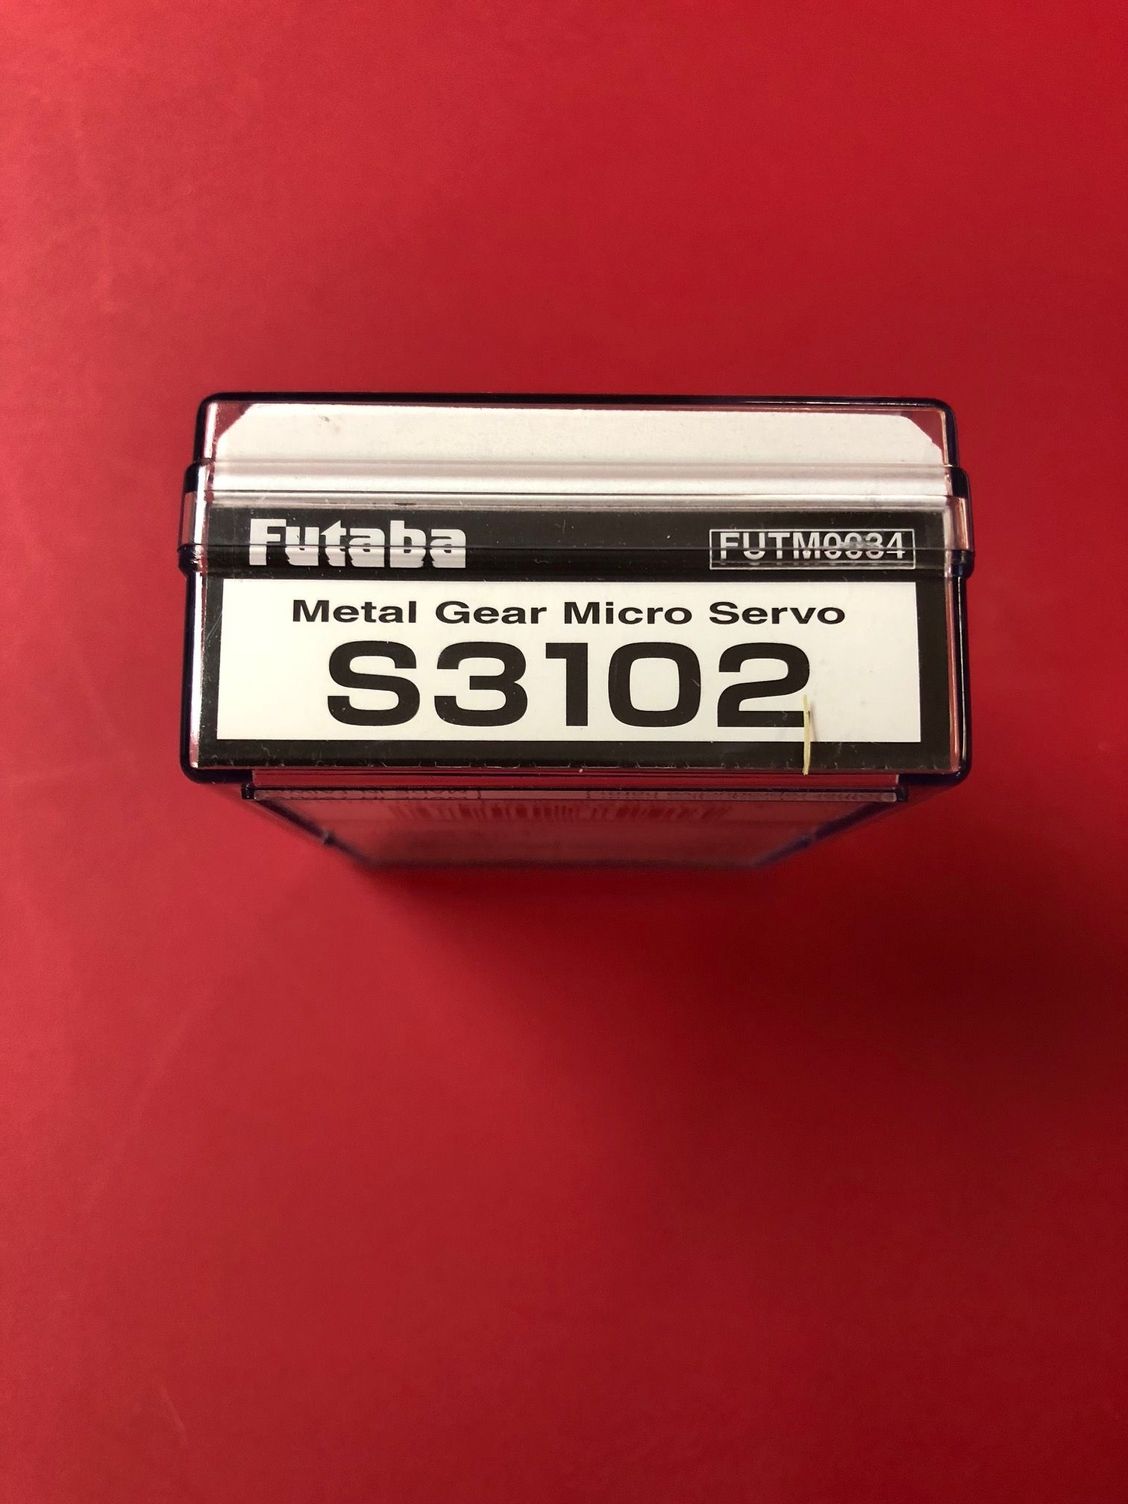 Futaba
FUTM0034
Metal Gear Micro Servo
S3102